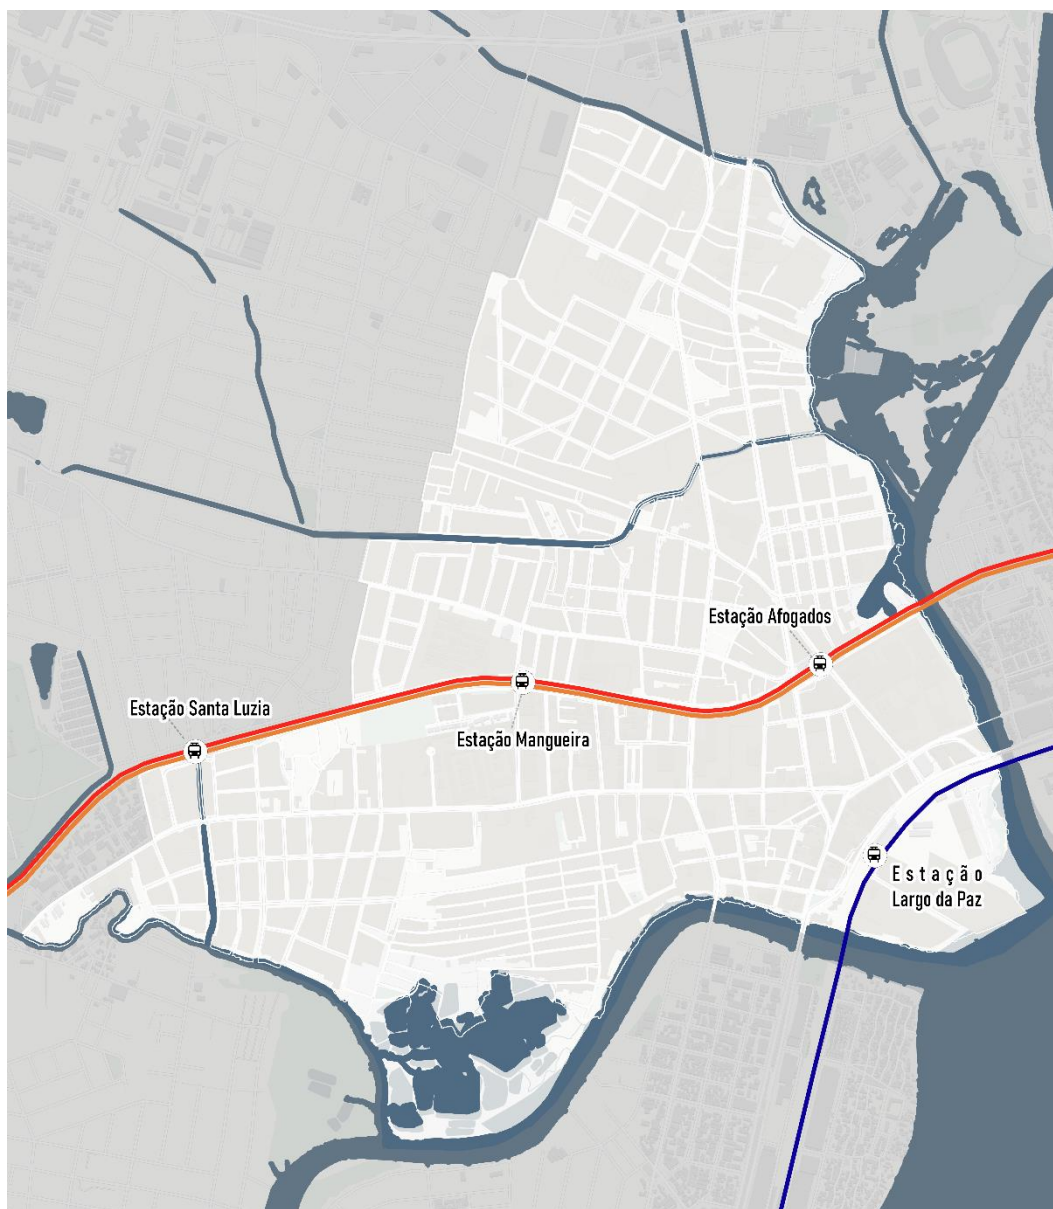 Estação Afogados
Estação Santa Luzia
Estação Mangueira
Estação
Largo da Paz